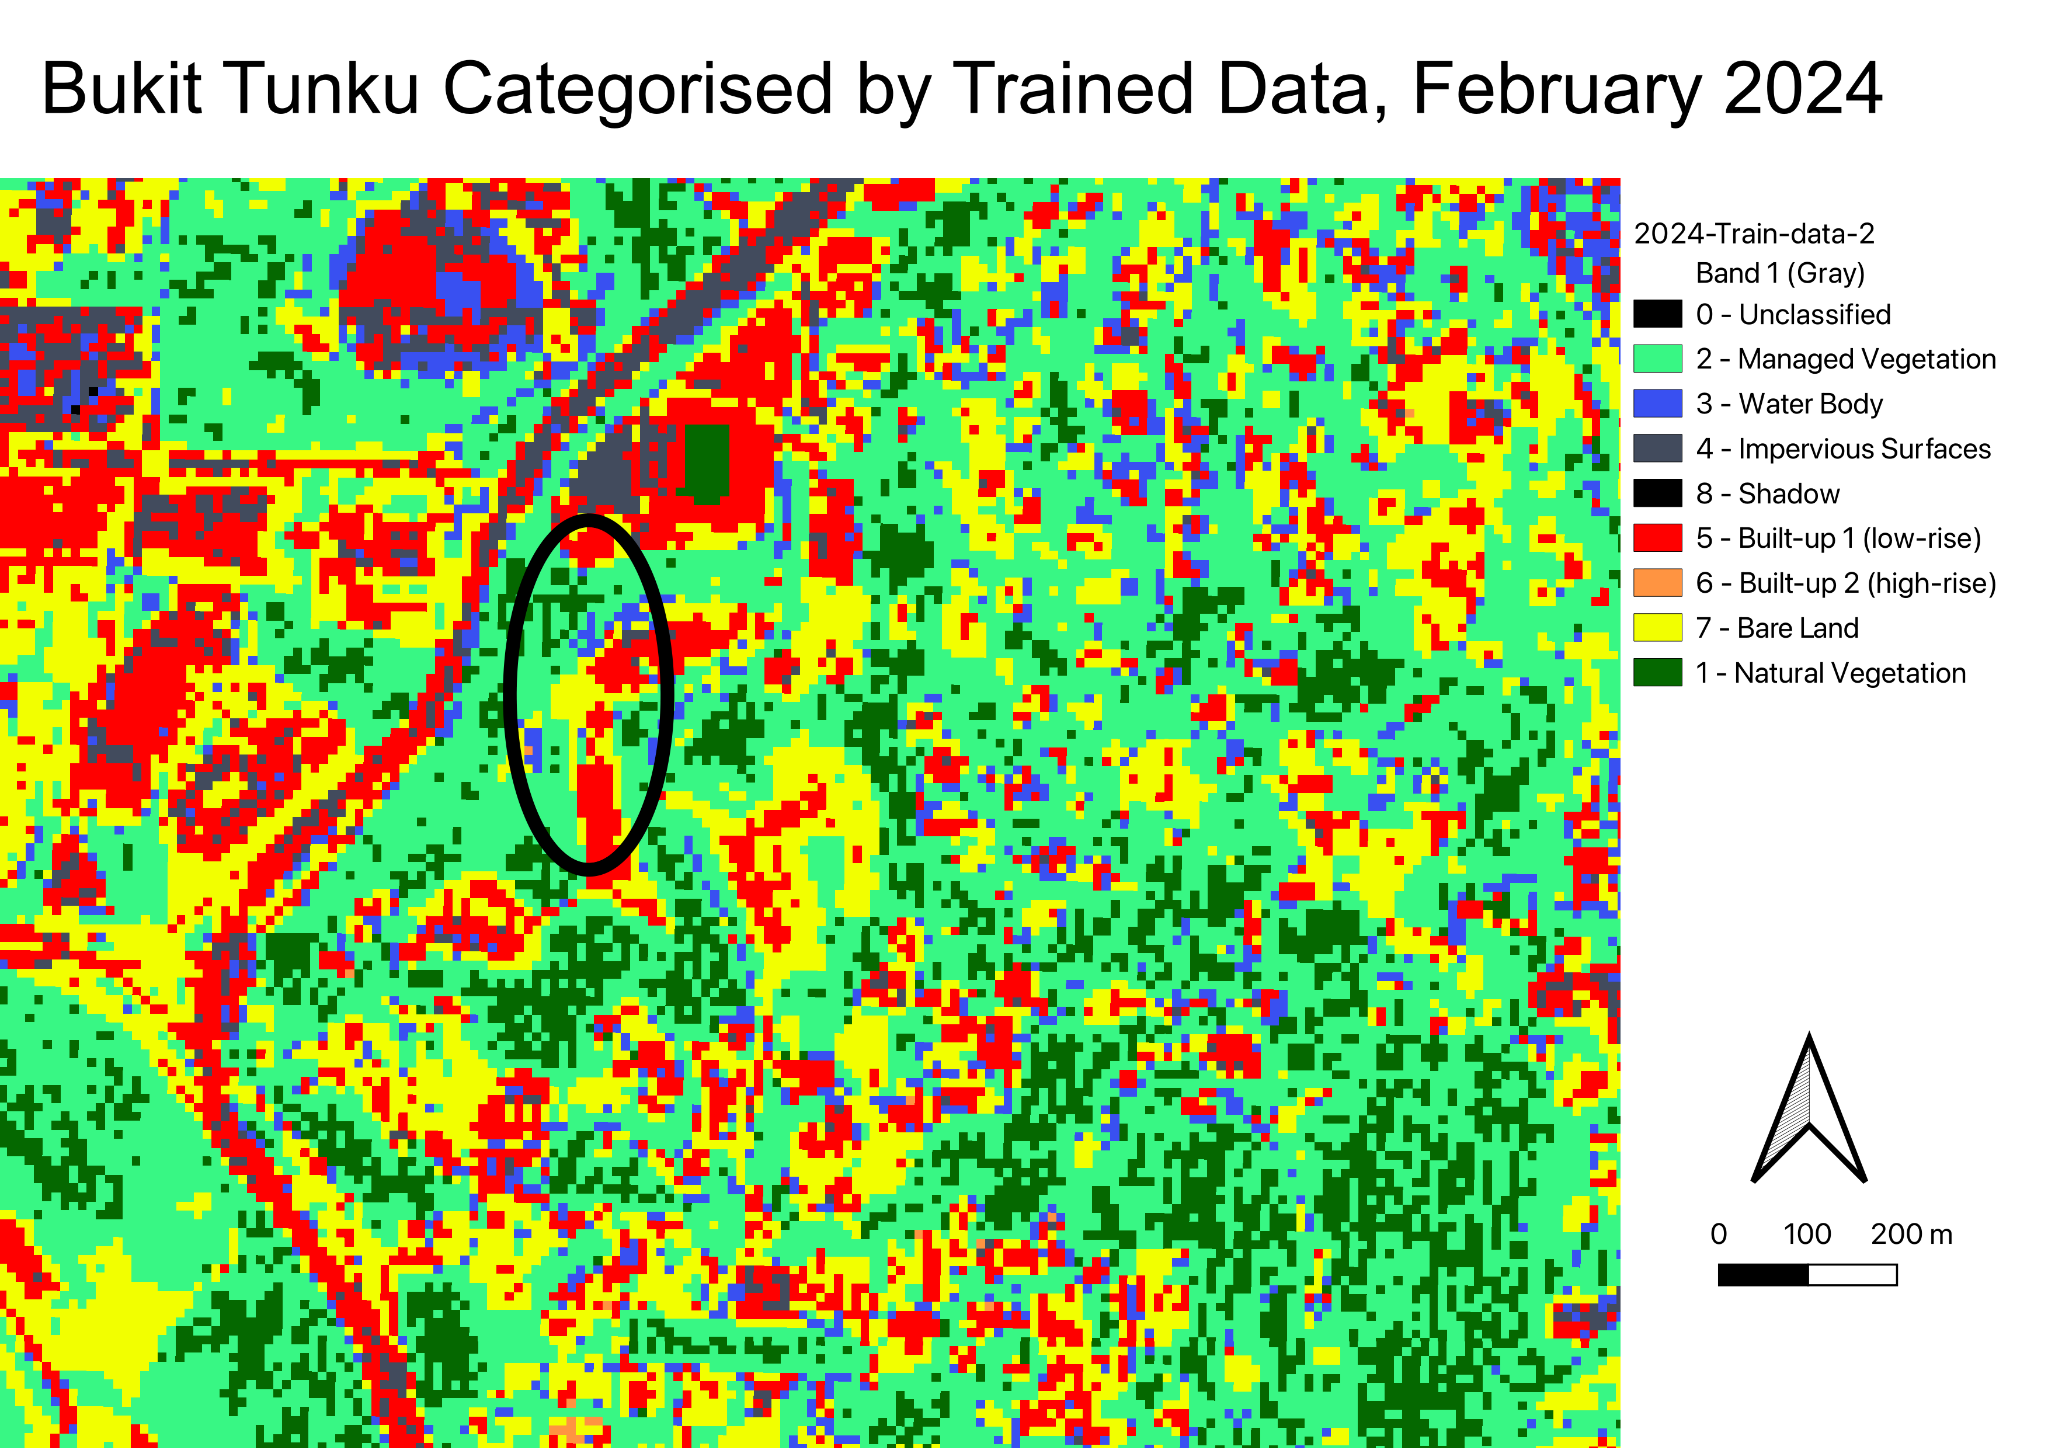 Bukit Tunku Categorised by Trained Data, February 2024
2024-Train-data-2
Band 1 (Gray)
0 - Unclassified
2 - Managed Vegetation
3 - Water Body
4 - Impervious Surfaces
8 - Shadow
5 - Built-up 1 (low-rise)
6 - Built-up 2 (high-rise)
7 - Bare Land
1 - Natural Vegetation
0 100 200 m